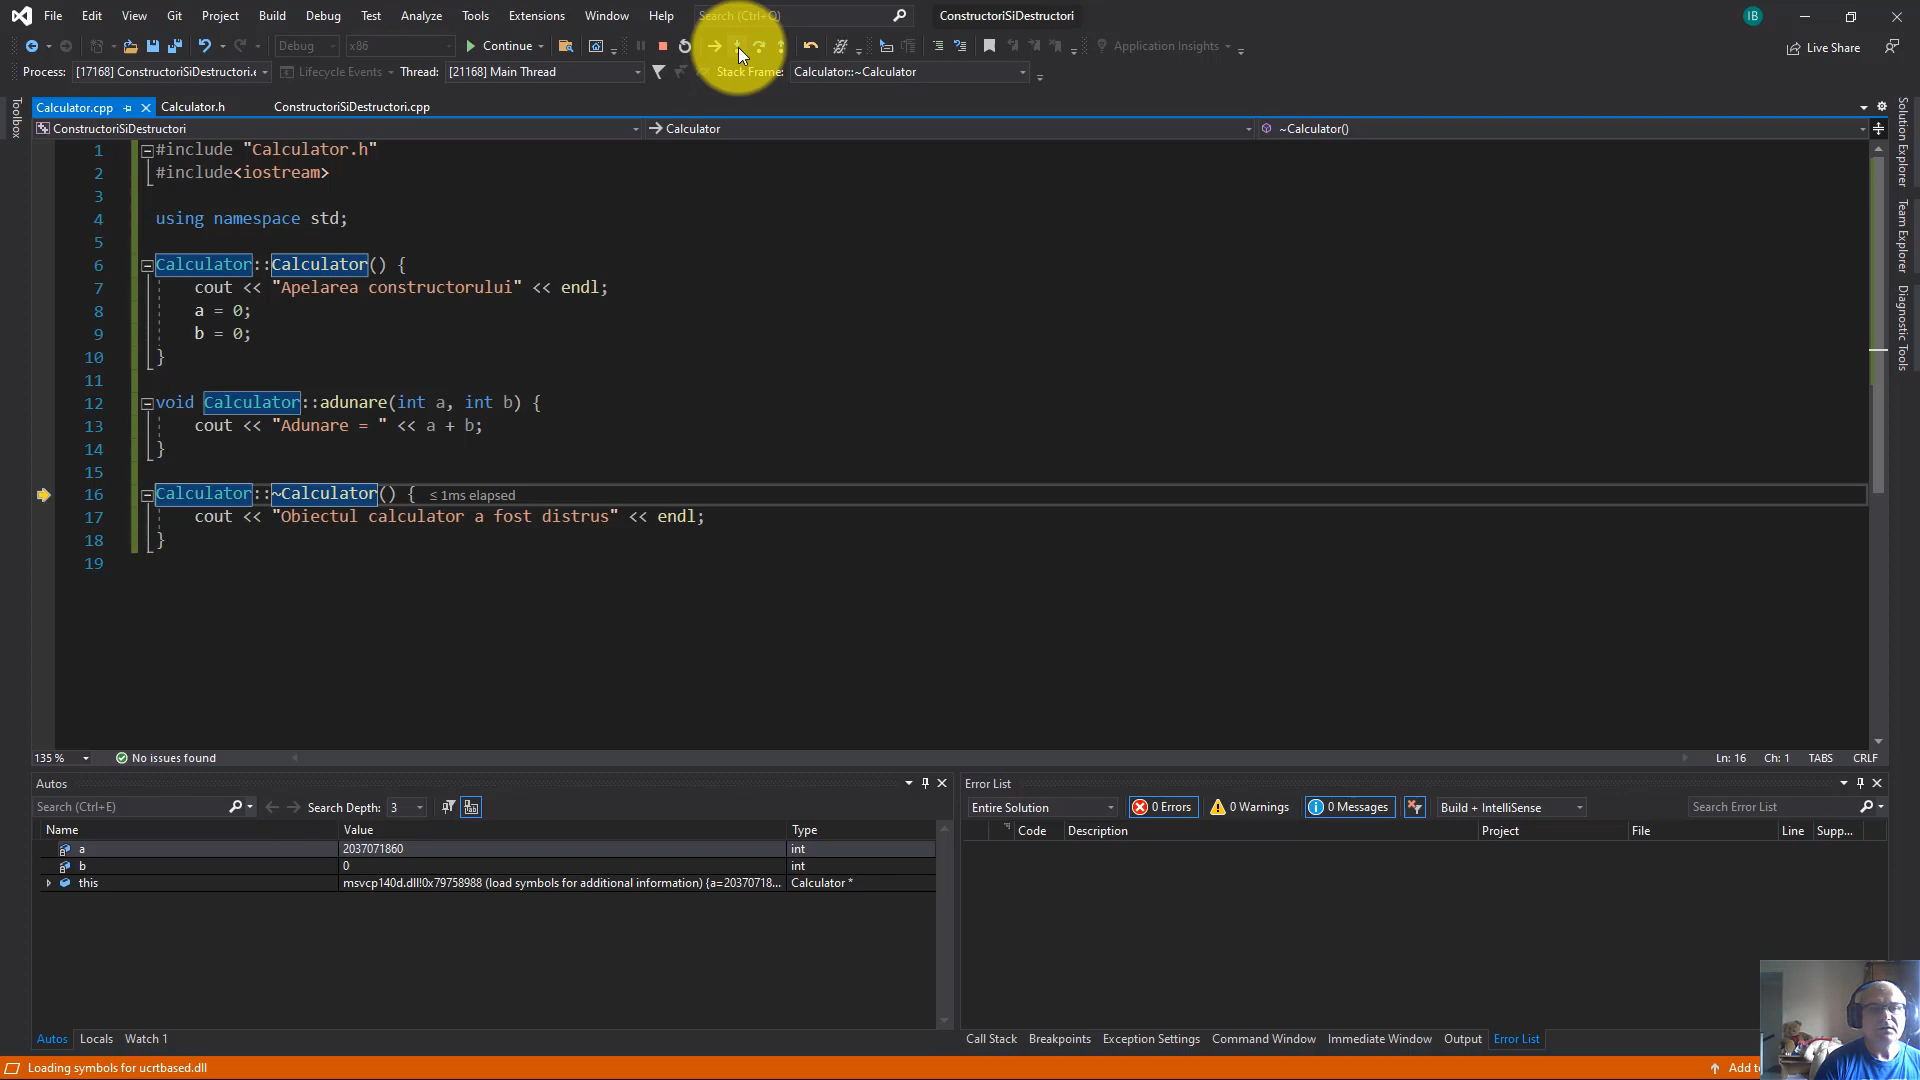 File Edit View Git Project Build Debug Test Analyze Tools Extensions Window Help Search (Ctrl+Q) ConstructoriSiDestructori IB
Debug x86 Continue Application Insights Live Share
Process: [17168] ConstructoriSiDestructori.e Lifecycle Events Thread: [21168] Main Thread Stack Frame: Calculator::~Calculator
Calculator.cpp Calculator.h ConstructoriSiDestructori.cpp
ConstructoriSiDestructori Calculator ~Calculator()
Toolbox
Solution Explorer
Team Explorer
Diagnostic Tools
1 #include "Calculator.h"
2 #include<iostream>
3
4 using namespace std;
5
6 Calculator::Calculator() {
7 cout << "Apelarea constructorului" << endl;
8 a = 0;
9 b = 0;
10 }
11
12 void Calculator::adunare(int a, int b) {
13 cout << "Adunare = " << a + b;
14 }
15
16 Calculator::~Calculator() { ≤ 1ms elapsed
17 cout << "Obiectul calculator a fost distrus" << endl;
18 }
19
135 % No issues found Ln: 16 Ch: 1 TABS CRLF
Autos
Search (Ctrl+E) Search Depth: 3
Name Value Type
a 2037071860 int
b 0 int
this msvcp140d.dll!0x79758988 (load symbols for additional information) {a=20370718... Calculator *
Autos Locals Watch 1
Error List
Entire Solution 0 Errors 0 Warnings 0 Messages Build + IntelliSense Search Error List
Code Description Project File Line Supp...
Call Stack Breakpoints Exception Settings Command Window Immediate Window Output Error List
Loading symbols for ucrtbased.dll Add to